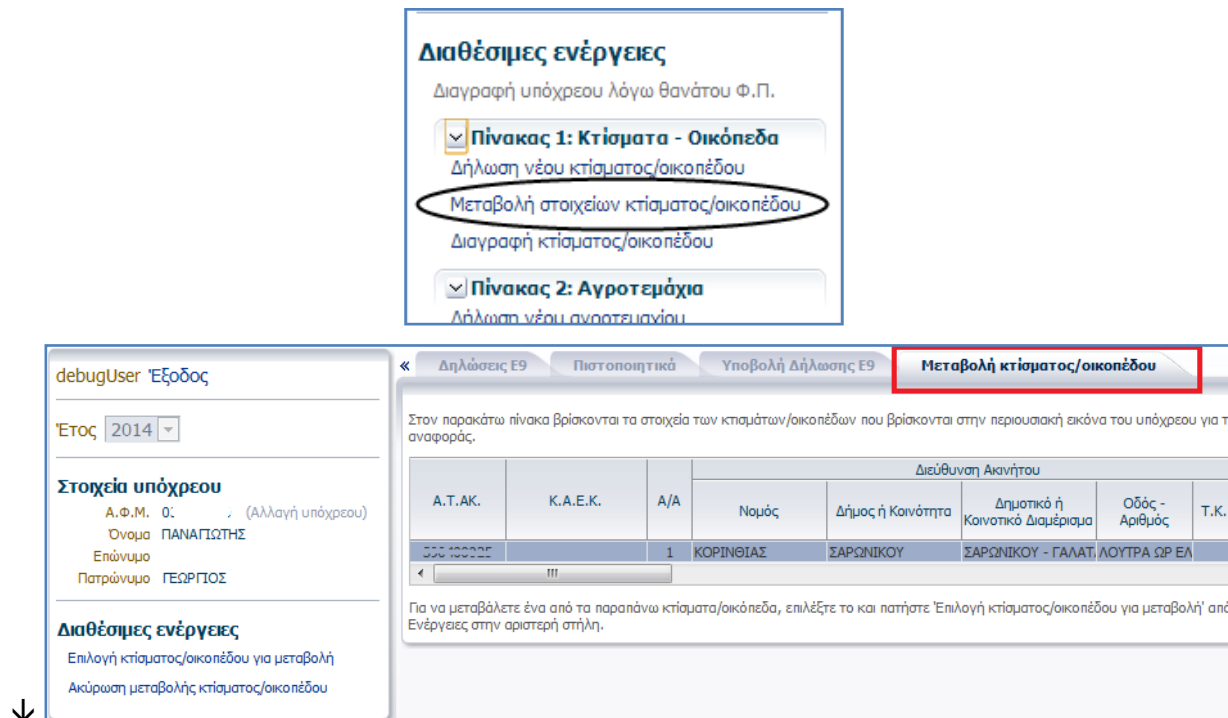 Διαθέσιμες ενέργειες
Διαγραφή υπόχρεου λόγω θανάτου Φ.Π.
Πίνακας 1: Κτίσματα - Οικόπεδα
Δήλωση νέου κτίσματος/οικοπέδου
Μεταβολή στοιχείων κτίσματος/οικοπέδου
Διαγραφή κτίσματος/οικοπέδου
Πίνακας 2: Αγροτεμάχια
Δήλωση νέου αγροτεμαχίου
debugUser Έξοδος
Έτος 2014
Στοιχεία υπόχρεου
Α.Φ.Μ. (Αλλαγή υπόχρεου)
Όνομα ΠΑΝΑΓΙΩΤΗΣ
Επώνυμο
Πατρώνυμο ΓΕΩΡΓΙΟΣ
Διαθέσιμες ενέργειες
Επιλογή κτίσματος/οικοπέδου για μεταβολή
Ακύρωση μεταβολής κτίσματος/οικοπέδου
« Δηλώσεις Ε9 Πιστοποιητικά Υποβολή Δήλωσης Ε9 Μεταβολή κτίσματος/οικοπέδου
Στον παρακάτω πίνακα βρίσκονται τα στοιχεία των κτισμάτων/οικοπέδων που βρίσκονται στην περιουσιακή εικόνα του υπόχρεου για τ
αναφοράς.
Διεύθυνση Ακινήτου
Α.Τ.ΑΚ. Κ.Α.Ε.Κ. Α/Α Νομός Δήμος ή Κοινότητα Δημοτικό ή Κοινοτικό Διαμέρισμα Οδός - Αριθμός Τ.Κ.
1 ΚΟΡΙΝΘΙΑΣ ΣΑΡΩΝΙΚΟΥ ΣΑΡΩΝΙΚΟΥ - ΓΑΛΑΤ ΛΟΥΤΡΑ ΩΡ ΕΛ
Για να μεταβάλετε ένα από τα παραπάνω κτίσματα/οικόπεδα, επιλέξτε το και πατήστε 'Επιλογή κτίσματος/οικοπέδου για μεταβολή' από
Ενέργειες στην αριστερή στήλη.